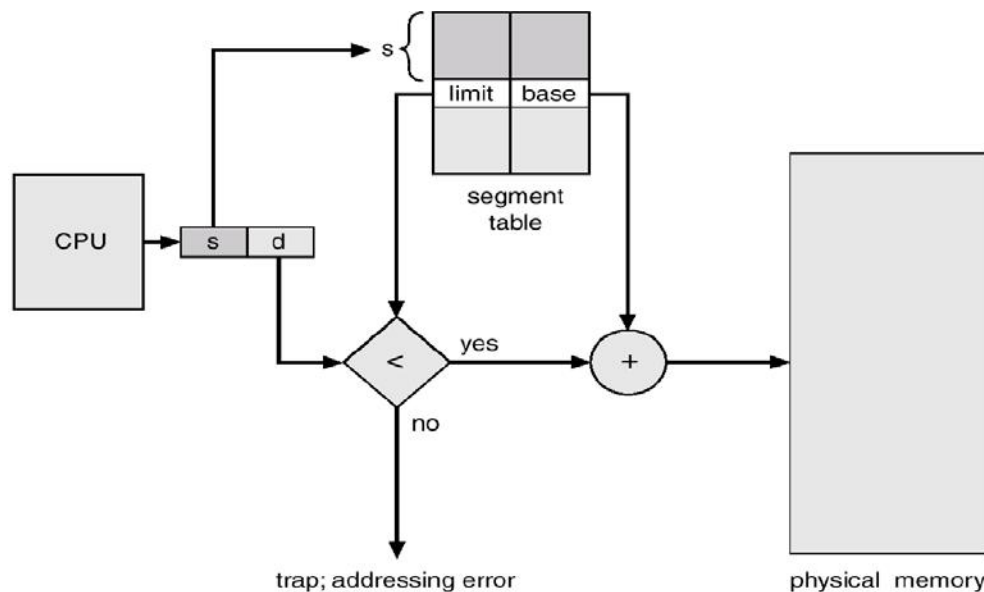 s
limit base
segment
table
CPU
s d
<
yes
+
no
trap; addressing error
physical memory